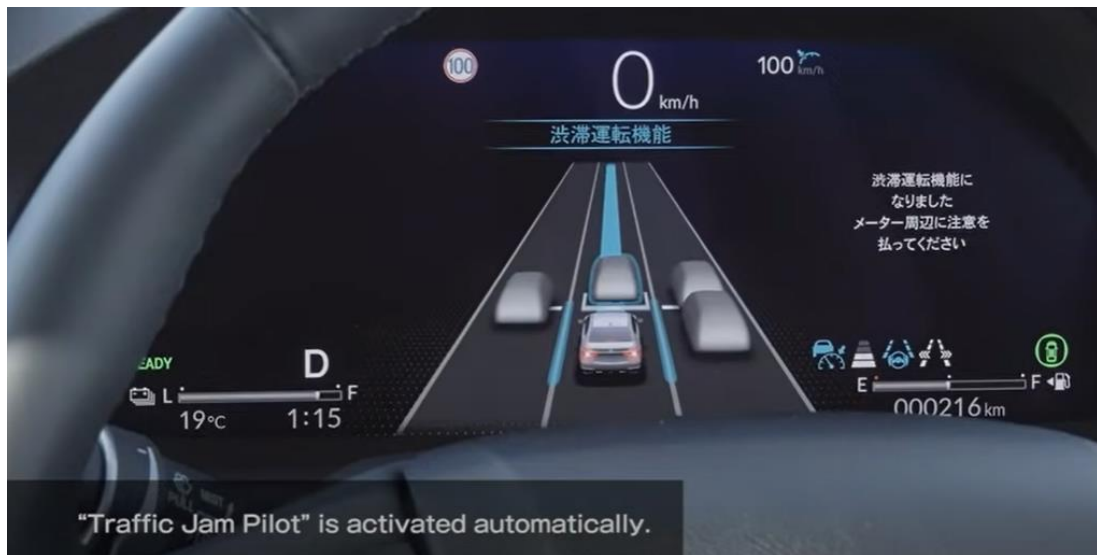 100
0 km/h
100 km/h
渋滞運転機能
渋滞運転機能に
なりました
メーター周辺に注意を
払ってください
EADY
D
L F
19℃ 1:15
E F
000216 km
"Traffic Jam Pilot" is activated automatically.